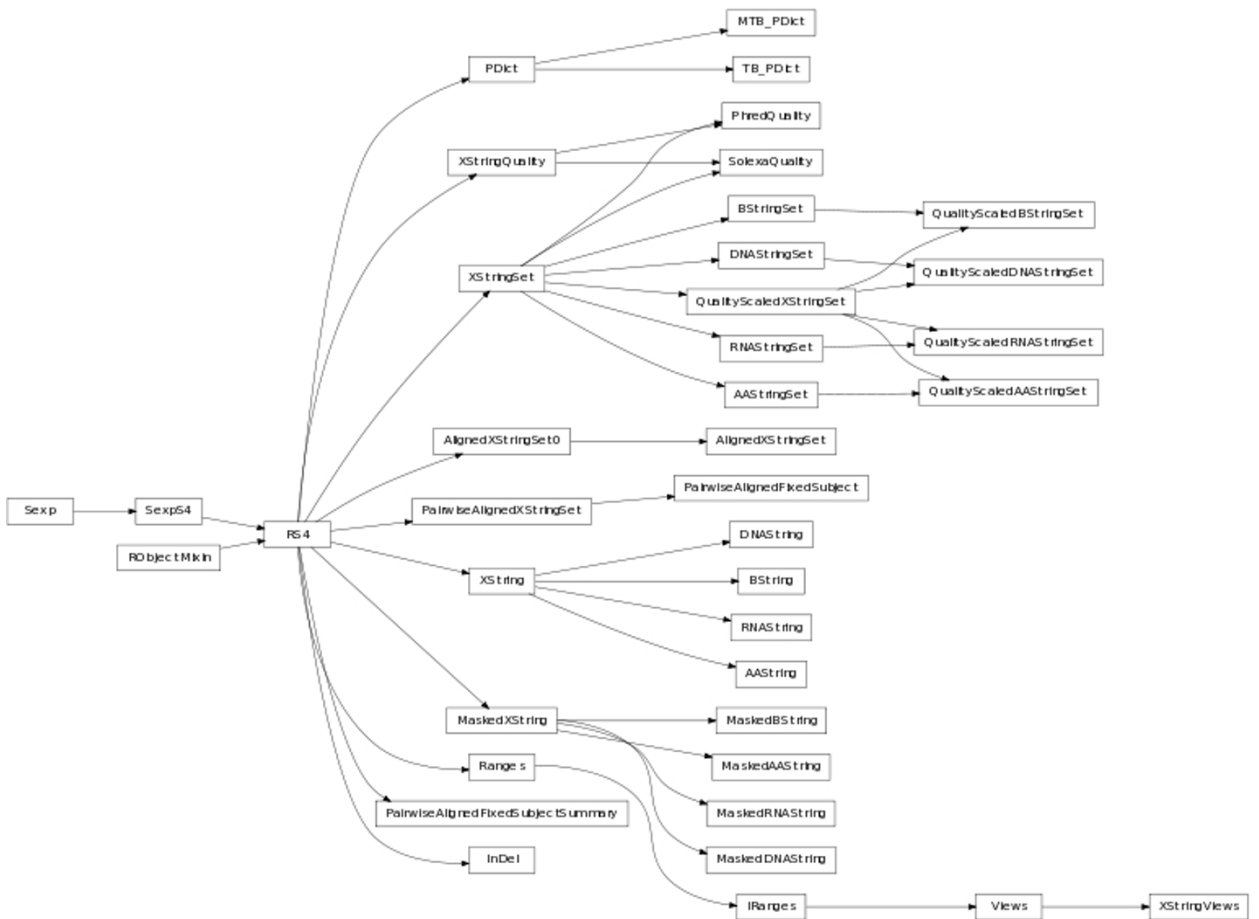 MTB_PDict
PDict
TB_PDict
PhredQuality
XStringQuality
SolexaQuality
BStringSet
QualityScaledBStringSet
DNAStringSet
XStringSet
QualityScaledDNAStringSet
QualityScaledXStringSet
RNAStringSet
QualityScaledRNAStringSet
AAStringSet
QualityScaledAAStringSet
AlignedXStringSet0
AlignedXStringSet
PairwiseAlignedFixedSubject
Sexp
SexpS4
PairwiseAlignedXStringSet
RS4
DNAString
RObjectMixin
XString
BString
RNAString
AAString
MaskedXString
MaskedBString
Ranges
MaskedAAString
PairwiseAlignedFixedSubjectSummary
MaskedRNAString
InDel
MaskedDNAString
IRanges
Views
XStringViews